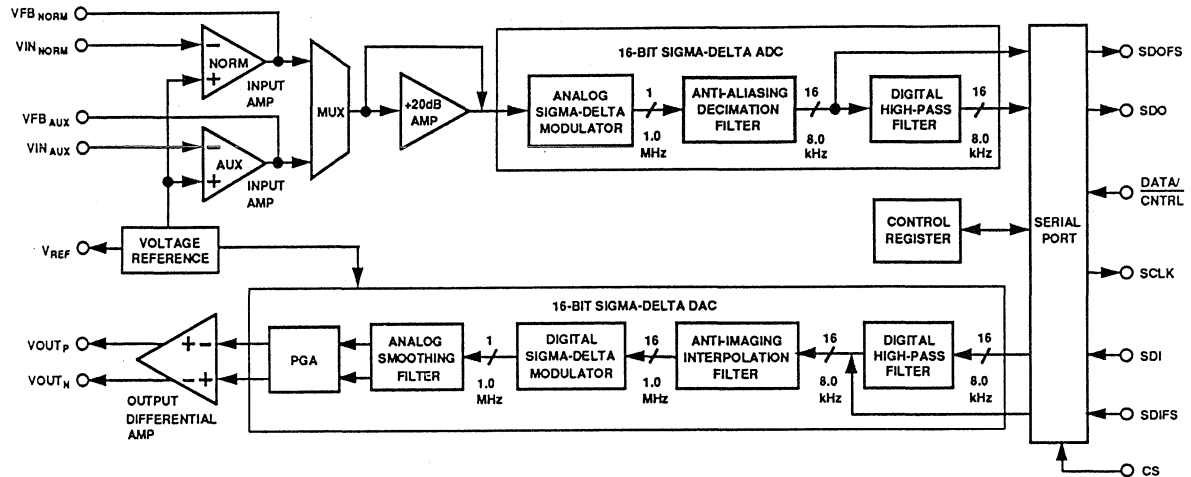 VFB NORM
VIN NORM
NORM
INPUT
AMP
VFB AUX
VIN AUX
AUX
INPUT
AMP
MUX
+20dB
AMP
16-BIT SIGMA-DELTA ADC
ANALOG
SIGMA-DELTA
MODULATOR
1
1.0
MHz
ANTI-ALIASING
DECIMATION
FILTER
16
8.0
kHz
DIGITAL
HIGH-PASS
FILTER
16
8.0
kHz
SERIAL
PORT
SDOFS
SDO
DATA/
CNTRL
SCLK
SDI
SDIFS
CS
CONTROL
REGISTER
VREF
VOLTAGE
REFERENCE
16-BIT SIGMA-DELTA DAC
VOUTP
VOUTN
OUTPUT
DIFFERENTIAL
AMP
PGA
ANALOG
SMOOTHING
FILTER
1
1.0
MHz
DIGITAL
SIGMA-DELTA
MODULATOR
16
1.0
MHz
ANTI-IMAGING
INTERPOLATION
FILTER
16
8.0
kHz
DIGITAL
HIGH-PASS
FILTER
16
8.0
kHz